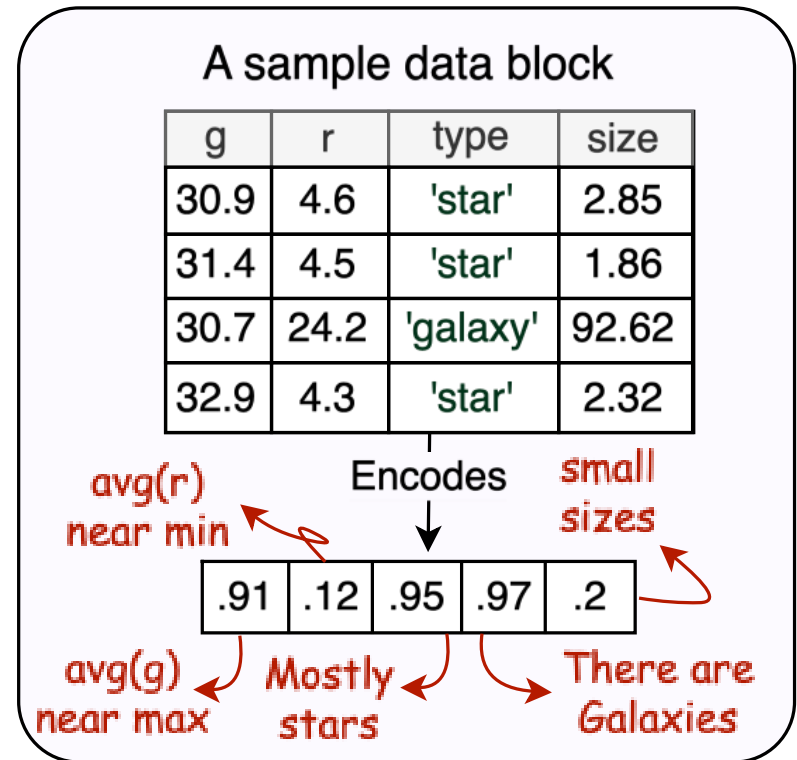 A sample data block
g r type size
30.9 4.6 'star' 2.85
31.4 4.5 'star' 1.86
30.7 24.2 'galaxy' 92.62
32.9 4.3 'star' 2.32
Encodes
avg(r)
near min
small
sizes
.91 .12 .95 .97 .2
avg(g)
near max
Mostly
stars
There are
Galaxies